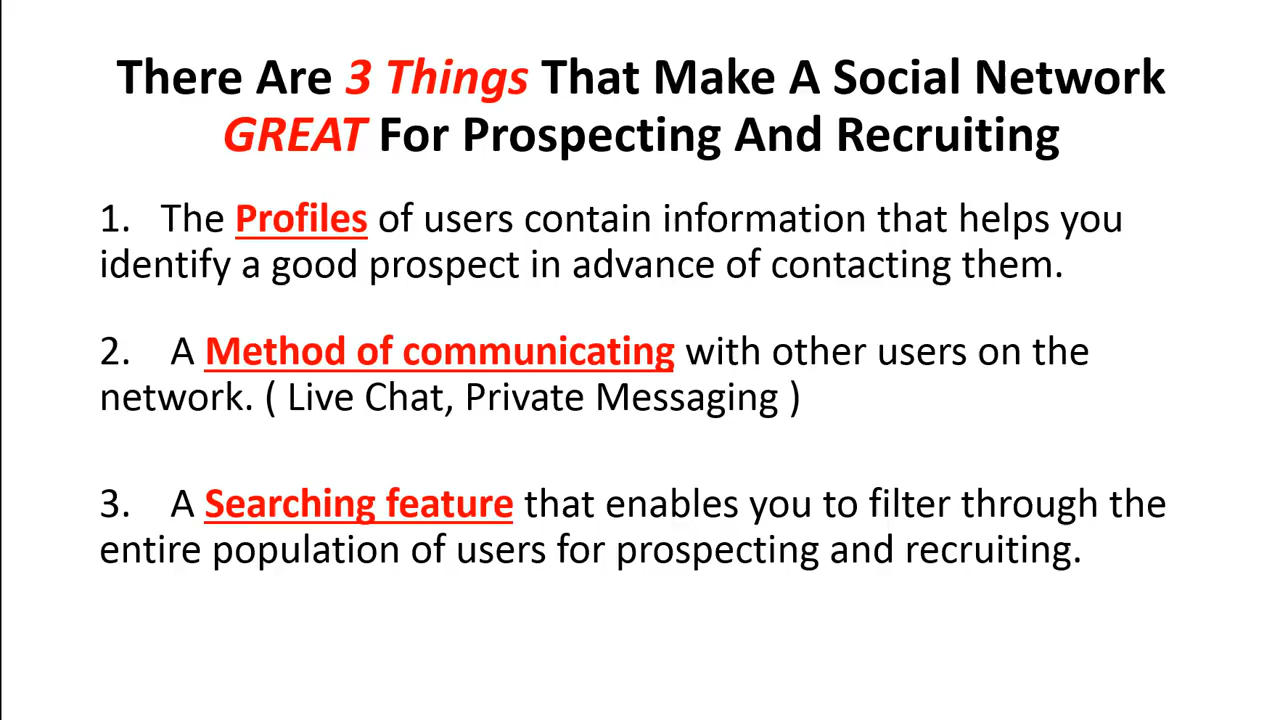 There Are 3 Things That Make A Social Network
GREAT For Prospecting And Recruiting
1. The Profiles of users contain information that helps you
identify a good prospect in advance of contacting them.
2. A Method of communicating with other users on the
network. ( Live Chat, Private Messaging )
3. A Searching feature that enables you to filter through the
entire population of users for prospecting and recruiting.